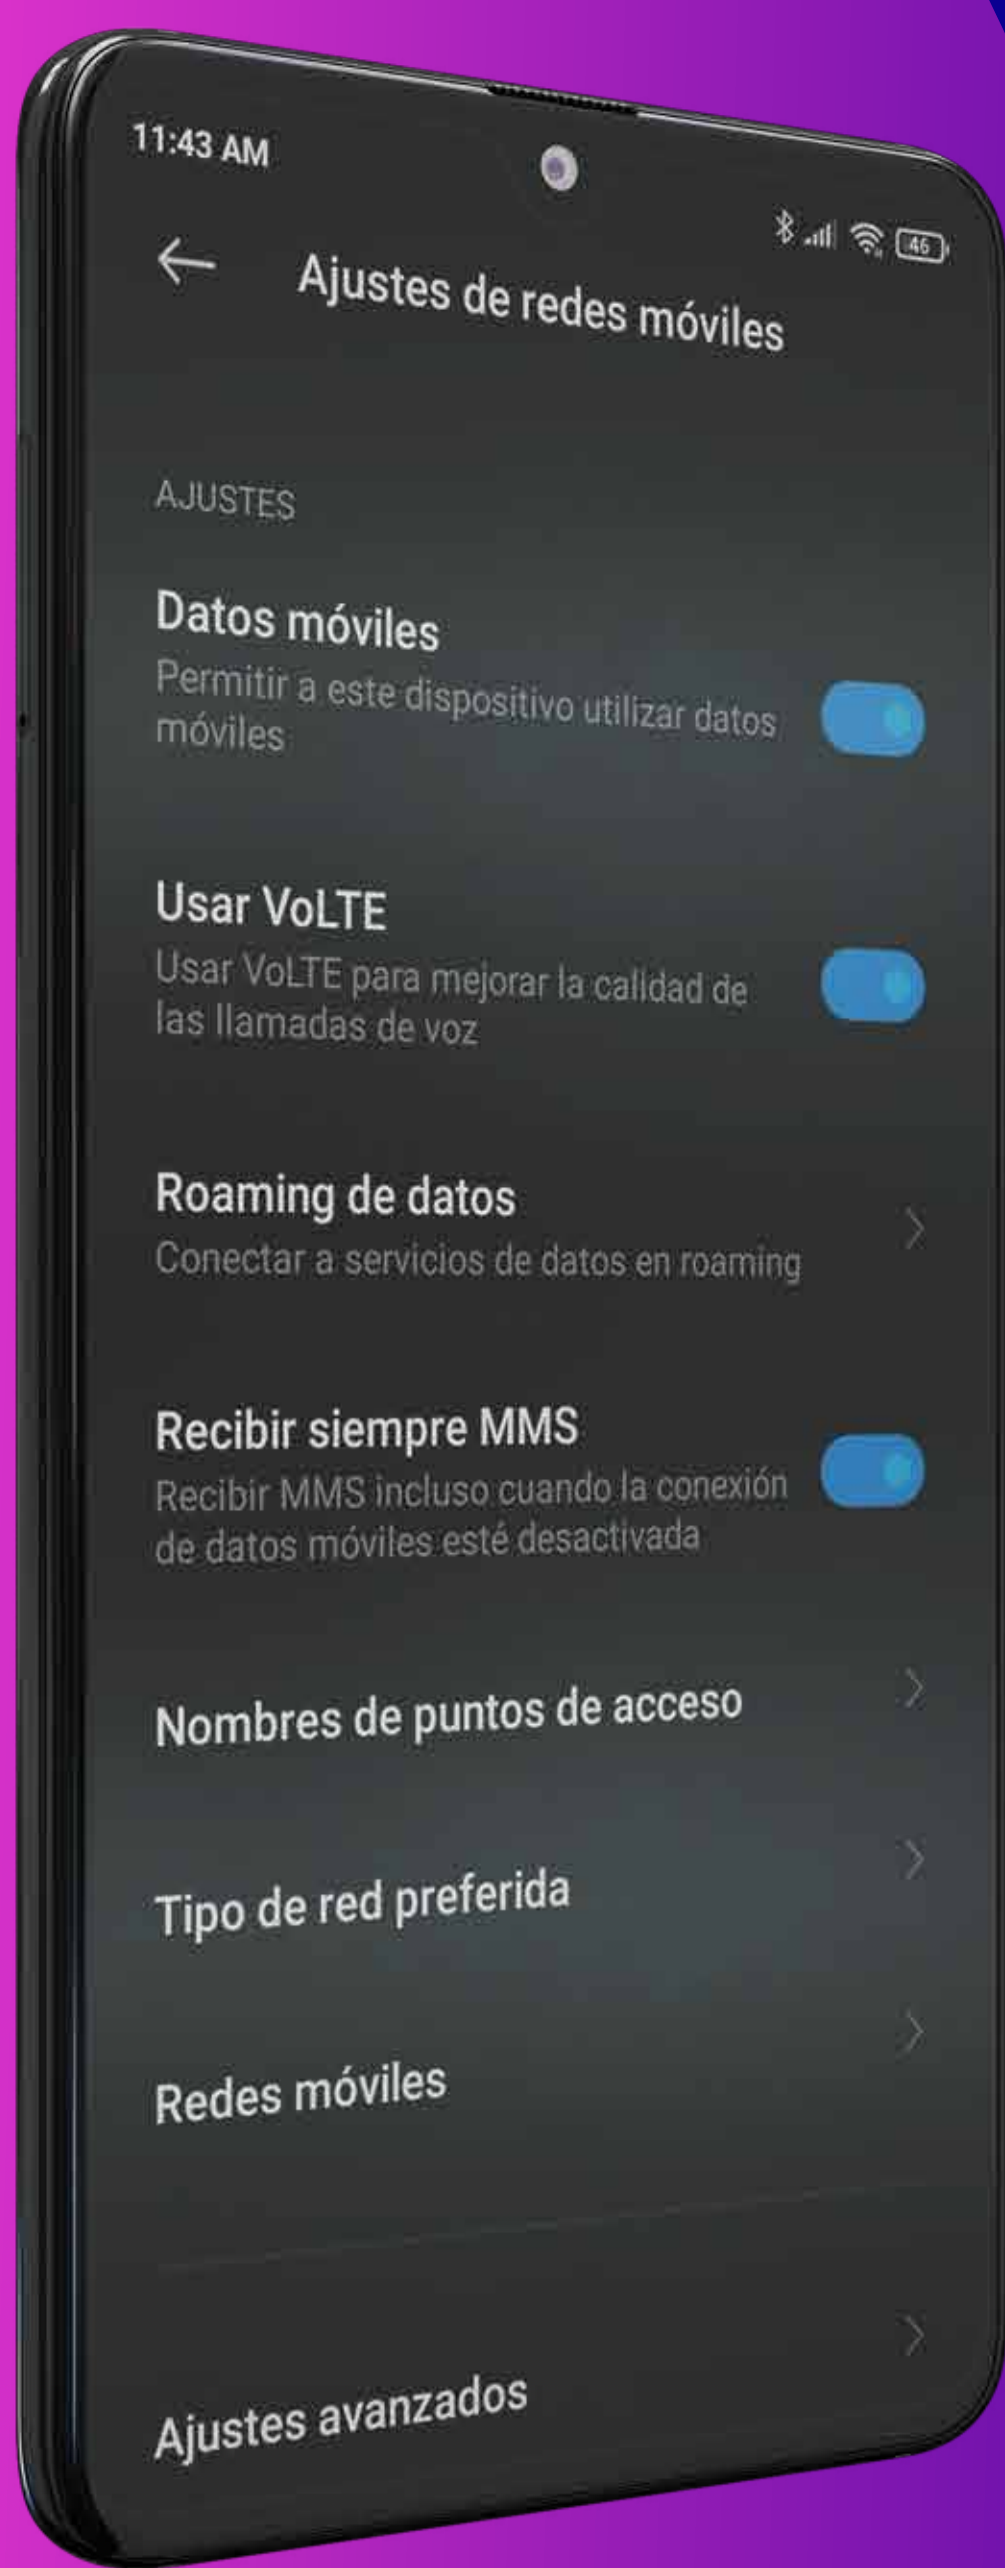 11:43 AM
46
Ajustes de redes móviles
AJUSTES
Datos móviles
Permitir a este dispositivo utilizar datos
móviles
Usar VoLTE
Usar VoLTE para mejorar la calidad de
las llamadas de voz
Roaming de datos
Conectar a servicios de datos en roaming
Recibir siempre MMS
Recibir MMS incluso cuando la conexión
de datos móviles esté desactivada
Nombres de puntos de acceso
Tipo de red preferida
Redes móviles
Ajustes avanzados